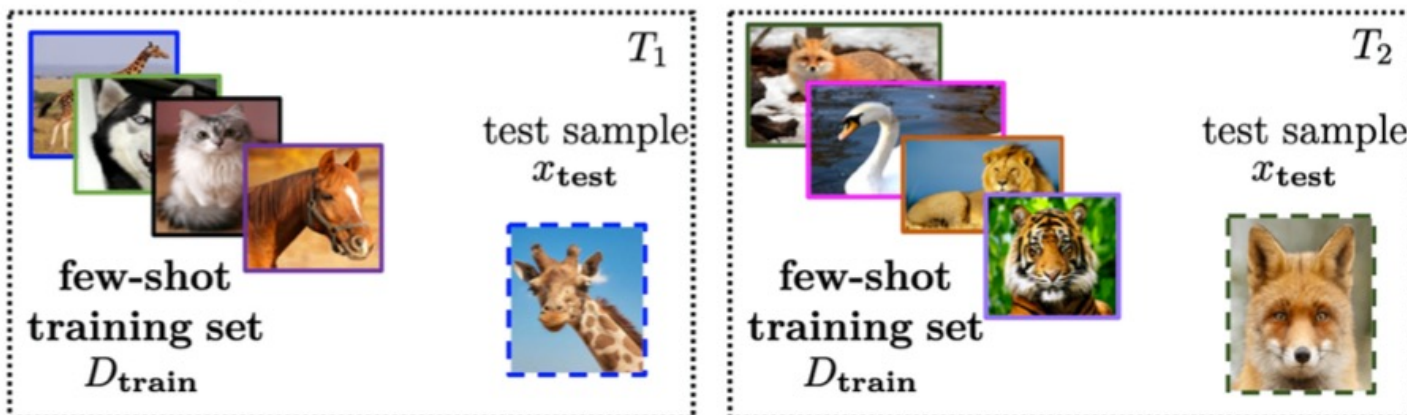 T₁
test sample
x_test
few-shot
training set
D_train
T₂
test sample
x_test
few-shot
training set
D_train